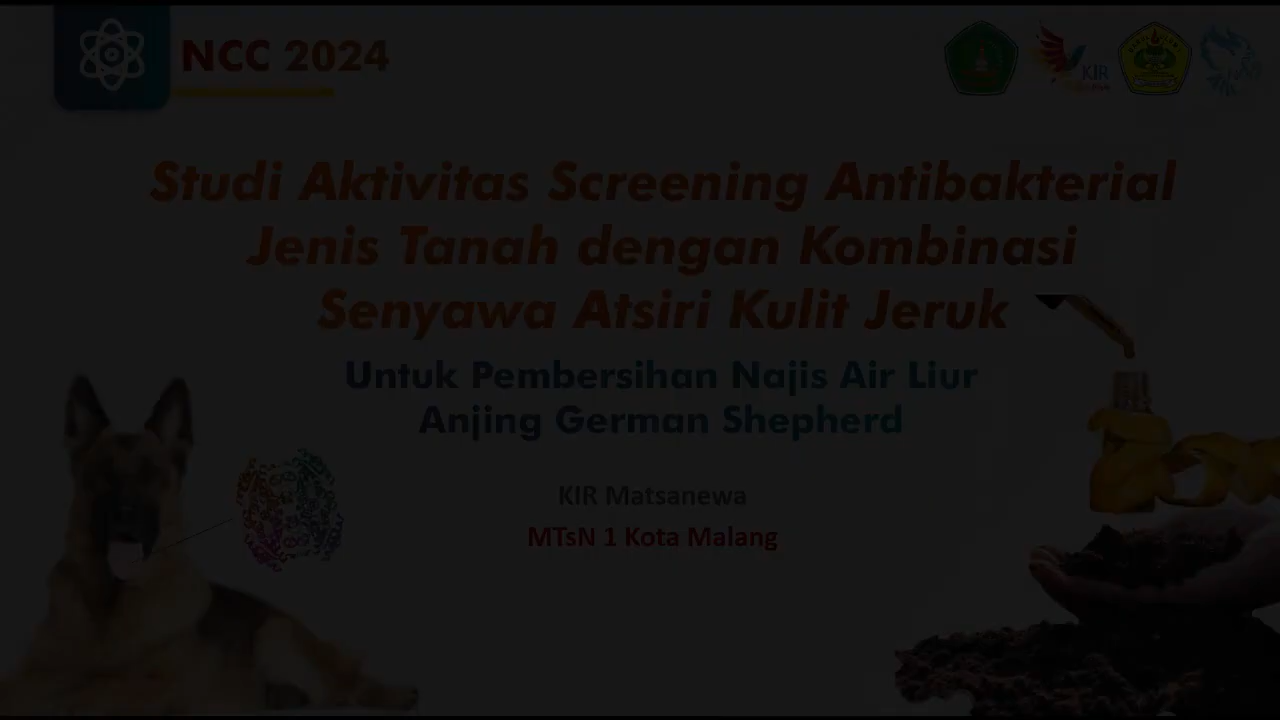 NCC 2024
KIR
Studi Aktivitas Screening Antibakterial
Jenis Tanah dengan Kombinasi
Senyawa Atsiri Kulit Jeruk
Untuk Pembersihan Najis Air Liur
Anjing German Shepherd
KIR Matsanewa
MTsN 1 Kota Malang